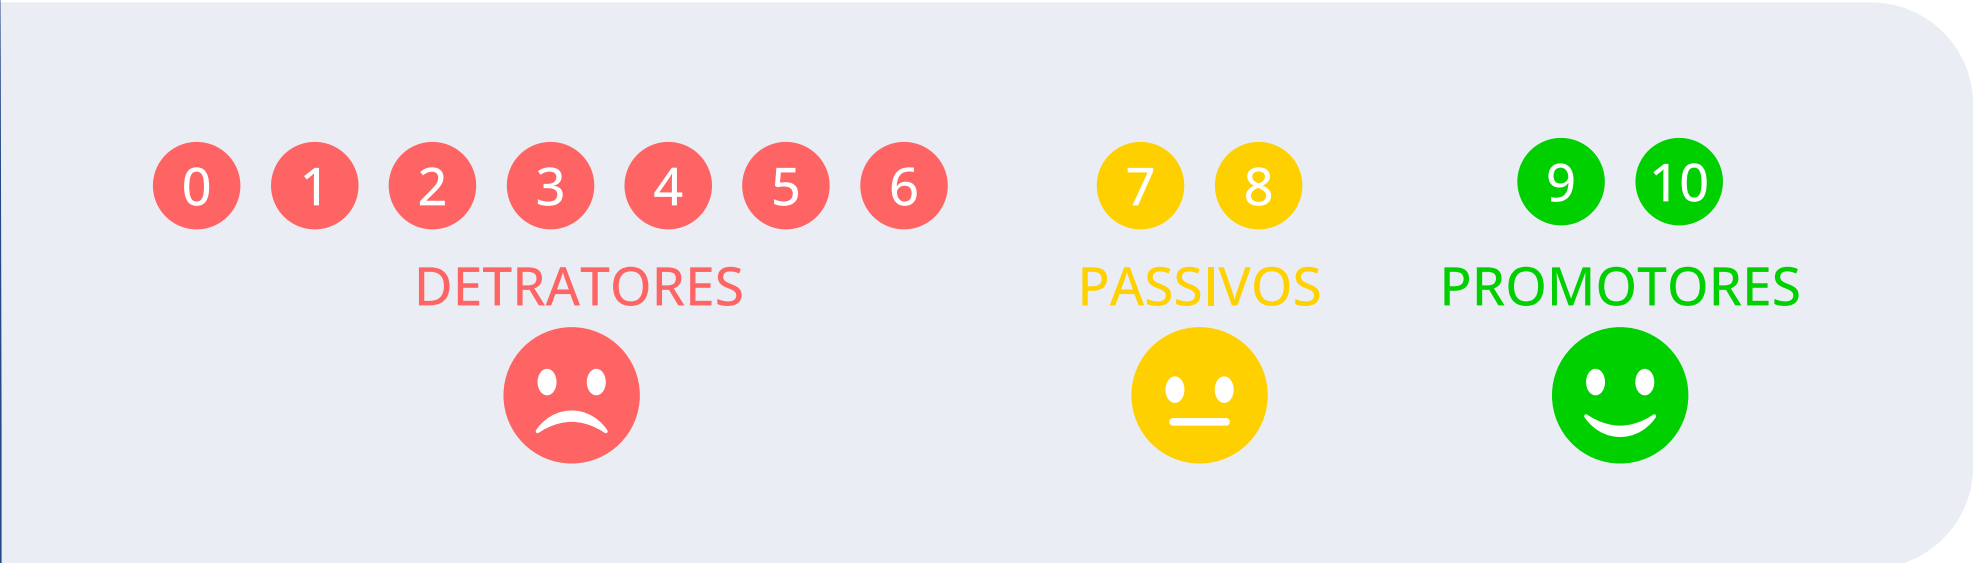 0 1 2 3 4 5 6 7 8 9 10
DETRATORES PASSIVOS PROMOTORES